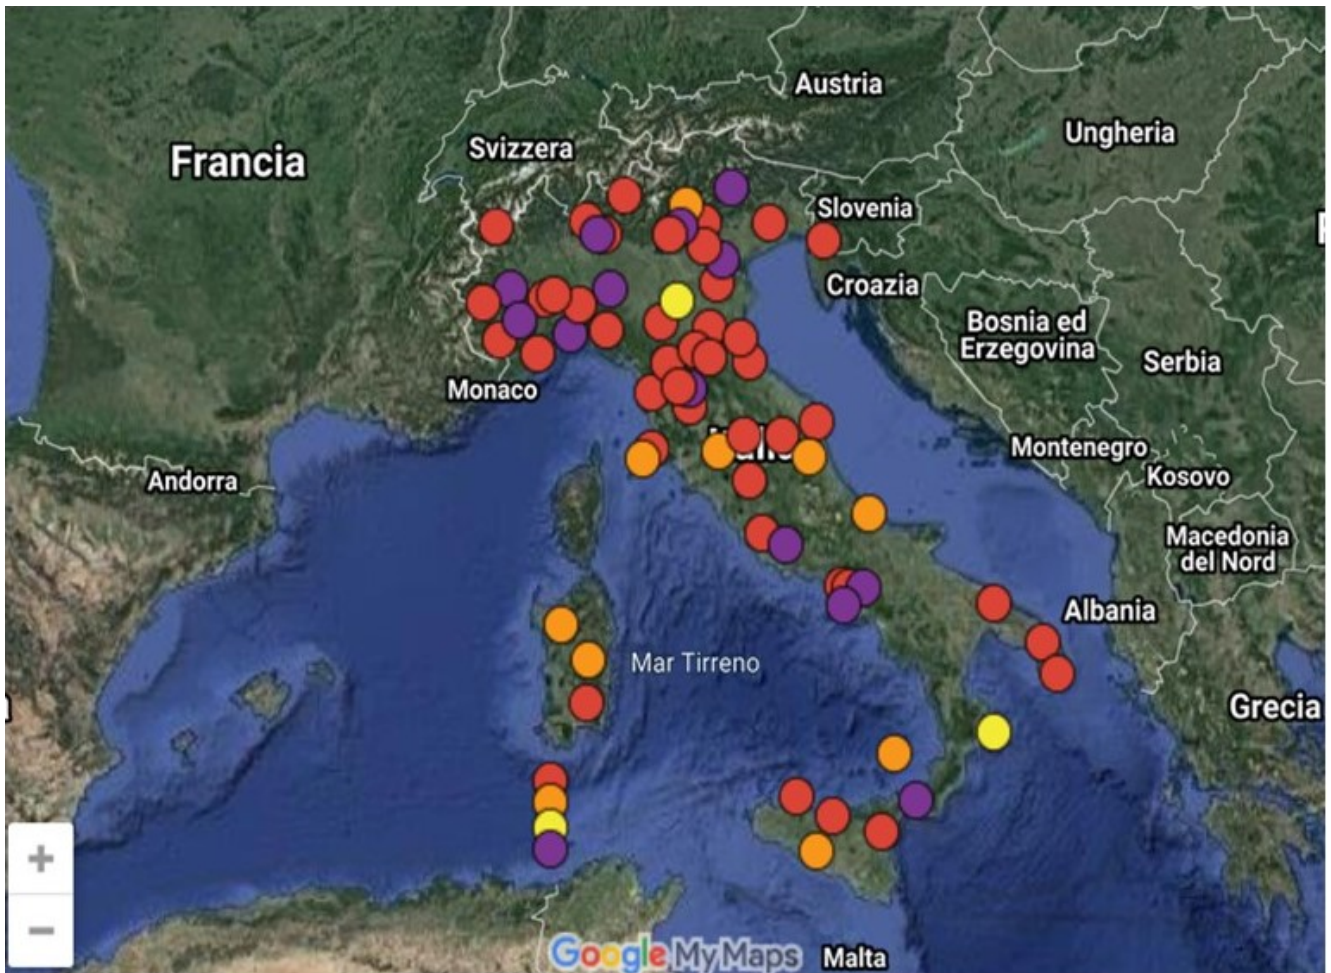 Austria
Ungheria
Svizzera
Francia
Slovenia
Croazia
Bosnia ed
Erzegovina
Serbia
Monaco
Montenegro
Kosovo
Andorra
Macedonia
del Nord
Albania
Mar Tirreno
Grecia
+
−
Google My Maps
Malta